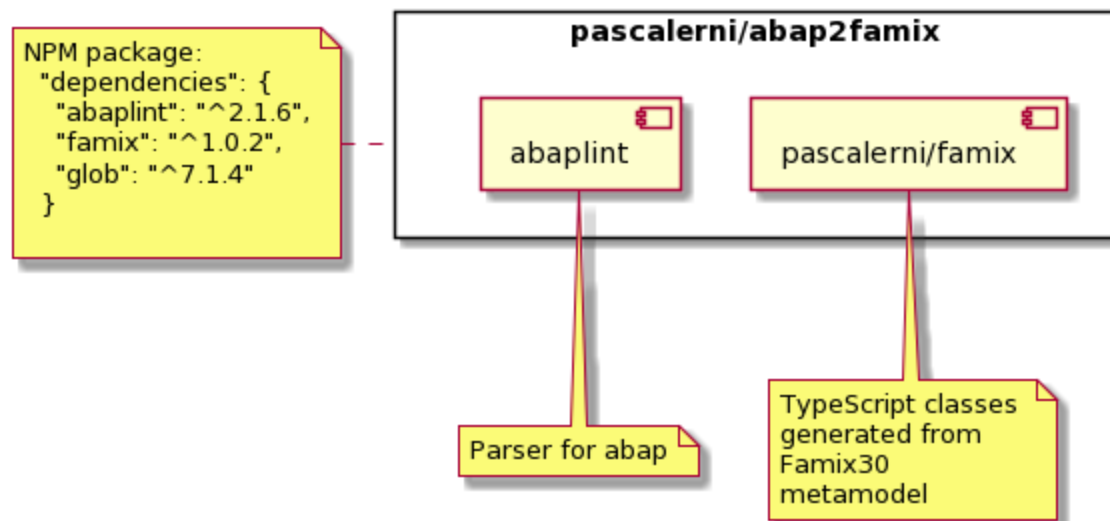 NPM package:
"dependencies": {
"abaplint": "^2.1.6",
"famix": "^1.0.2",
"glob": "^7.1.4"
}
pascalerni/abap2famix
abaplint
pascalerni/famix
Parser for abap
TypeScript classes
generated from
Famix30
metamodel